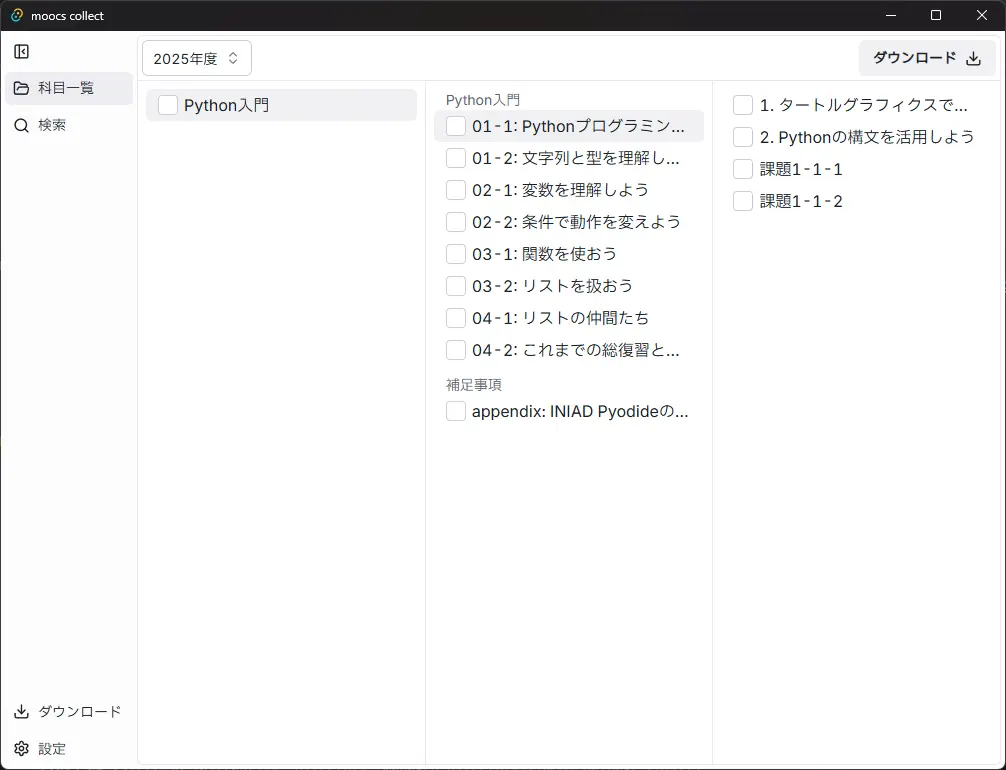 moocs collect
科目一覧
検索
ダウンロード
設定
2025年度
ダウンロード
Python入門
Python入門
01-1: Pythonプログラミン...
01-2: 文字列と型を理解し...
02-1: 変数を理解しよう
02-2: 条件で動作を変えよう
03-1: 関数を使おう
03-2: リストを扱おう
04-1: リストの仲間たち
04-2: これまでの総復習と...
補足事項
appendix: INIAD Pyodideの...
1. タートルグラフィクスで...
2. Pythonの構文を活用しよう
課題1-1-1
課題1-1-2